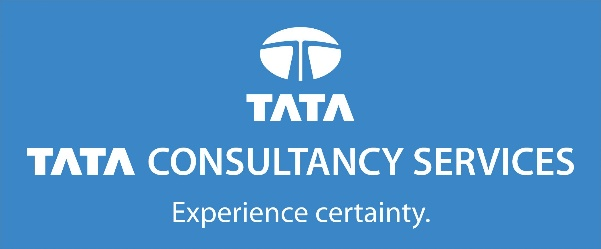 TATA
TATA CONSULTANCY SERVICES
Experience certainty.